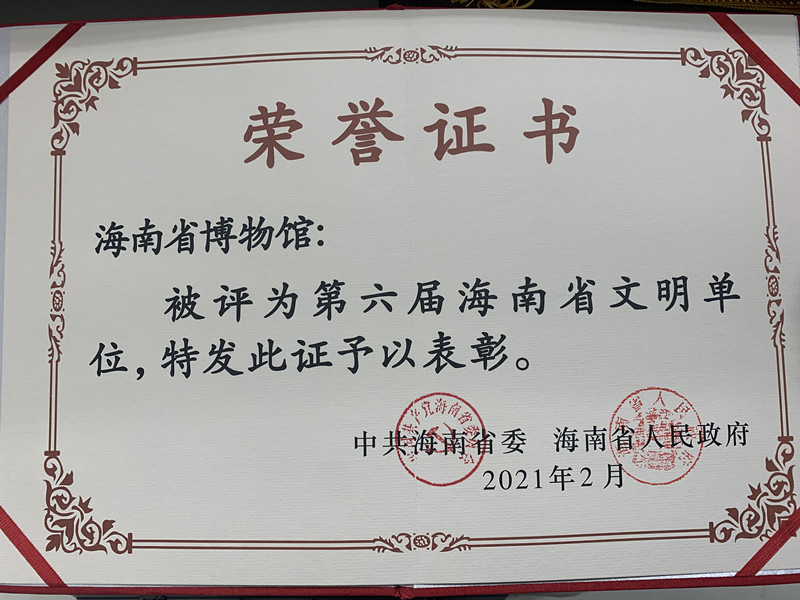 荣誉证书
海南省博物馆：
被评为第六届海南省文明单
位，特发此证予以表彰。
中共海南省委 海南省人民政府
2021年2月